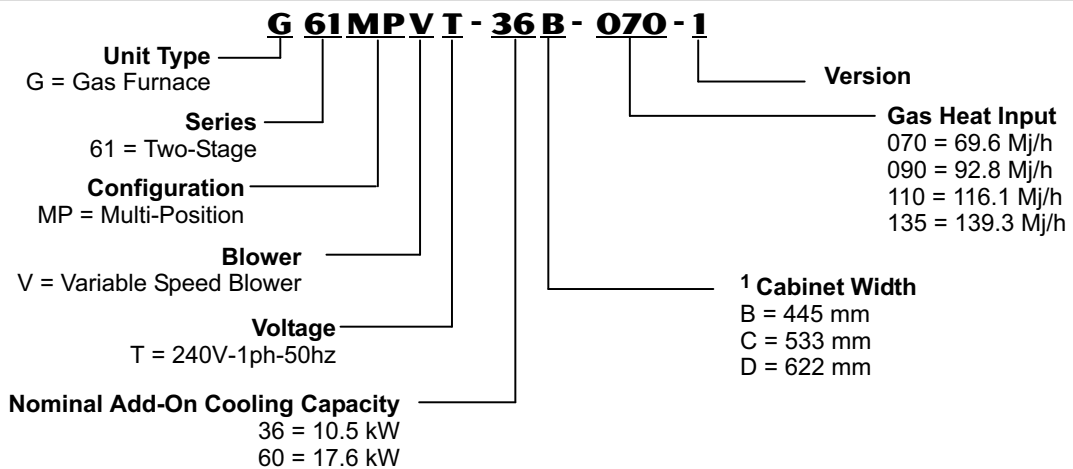 G 61 MP V T - 36 B - 070 - 1
Unit Type
G = Gas Furnace
Series
61 = Two-Stage
Configuration
MP = Multi-Position
Blower
V = Variable Speed Blower
Voltage
T = 240V-1ph-50hz
Nominal Add-On Cooling Capacity
36 = 10.5 kW
60 = 17.6 kW
Version
Gas Heat Input
070 = 69.6 Mj/h
090 = 92.8 Mj/h
110 = 116.1 Mj/h
135 = 139.3 Mj/h
1 Cabinet Width
B = 445 mm
C = 533 mm
D = 622 mm